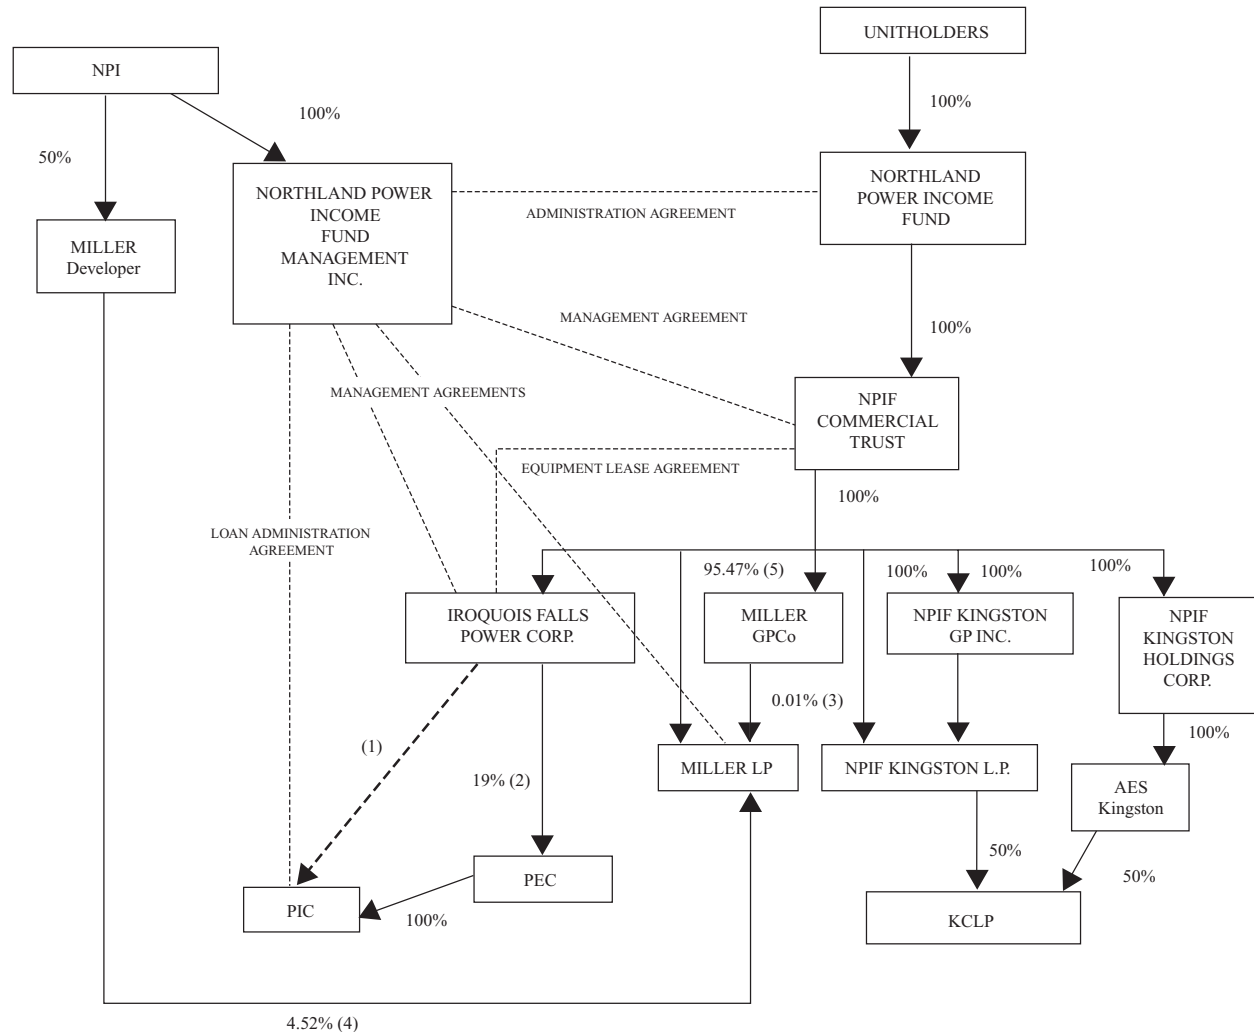 UNITHOLDERS
NPI
100%
100%
50%
NORTHLAND POWER
INCOME
FUND
MANAGEMENT
INC.
NORTHLAND
POWER INCOME
FUND
ADMINISTRATION AGREEMENT
MILLER
Developer
MANAGEMENT AGREEMENT
100%
MANAGEMENT AGREEMENTS
NPIF
COMMERCIAL
TRUST
EQUIPMENT LEASE AGREEMENT
100%
LOAN ADMINISTRATION
AGREEMENT
95.47% (5)
100%
100%
100%
IROQUOIS FALLS
POWER CORP.
MILLER
GPCo
NPIF KINGSTON
GP INC.
NPIF
KINGSTON
HOLDINGS
CORP.
0.01% (3)
(1)
19% (2)
100%
MILLER LP
NPIF KINGSTON L.P.
AES
Kingston
50%
50%
PEC
PIC
100%
KCLP
4.52% (4)